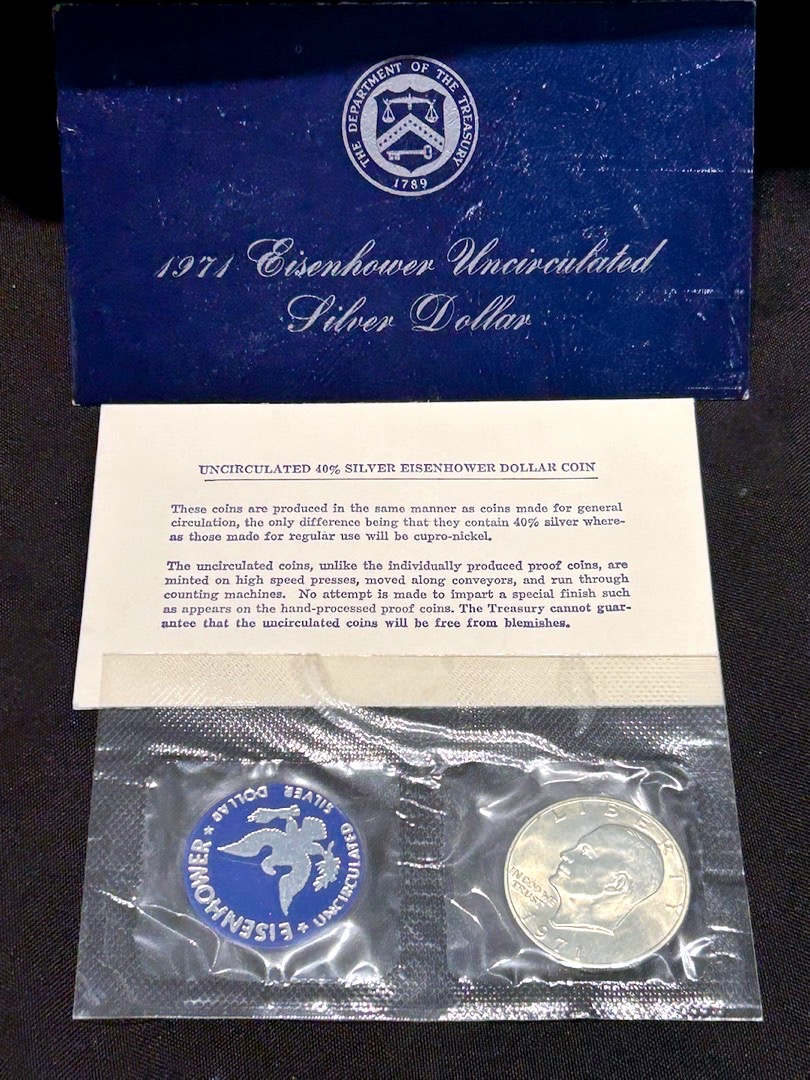 THE DEPARTMENT OF THE TREASURY
1789
1971 Eisenhower Uncirculated
Silver Dollar
UNCIRCULATED 40% SILVER EISENHOWER DOLLAR COIN
These coins are produced in the same manner as coins made for general
circulation, the only difference being that they contain 40% silver where-
as those made for regular use will be cupro-nickel.
The uncirculated coins, unlike the individually produced proof coins, are
minted on high speed presses, moved along conveyors, and run through
counting machines. No attempt is made to impart a special finish such
as appears on the hand-processed proof coins. The Treasury cannot guar-
antee that the uncirculated coins will be free from blemishes.
EISENHOWER ★ UNCIRCULATED SILVER DOLLAR ★
LIBERTY
IN GOD WE
TRUST
1971